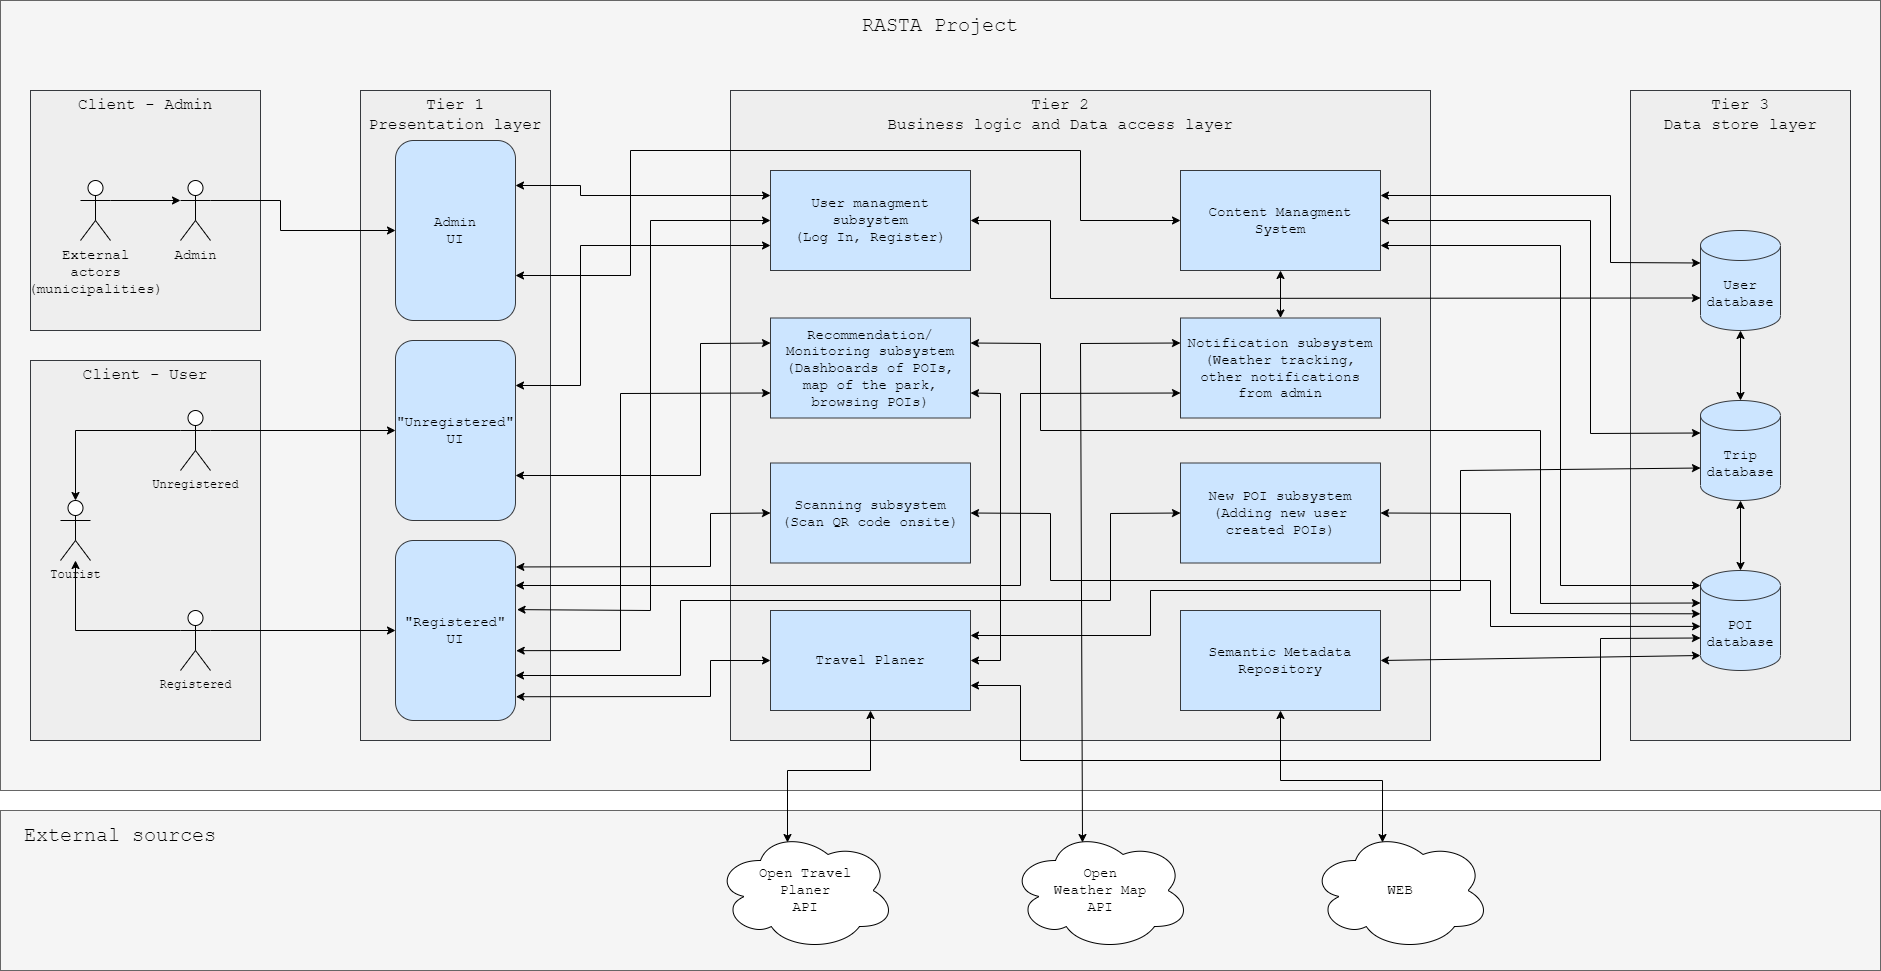 RASTA Project
Client - Admin
External
actors
(municipalities)
Admin
Client - User
Unregistered
Tourist
Registered
Tier 1
Presentation layer
Admin
UI
"Unregistered"
UI
"Registered"
UI
Tier 2
Business logic and Data access layer
User managment
subsystem
(Log In, Register)
Content Managment
System
Recommendation/
Monitoring subsystem
(Dashboards of POIs,
map of the park,
browsing POIs)
Notification subsystem
(Weather tracking,
other notifications
from admin
Scanning subsystem
(Scan QR code onsite)
New POI subsystem
(Adding new user
created POIs)
Travel Planer
Semantic Metadata
Repository
Tier 3
Data store layer
User
database
Trip
database
POI
database
External sources
Open Travel
Planer
API
Open
Weather Map
API
WEB